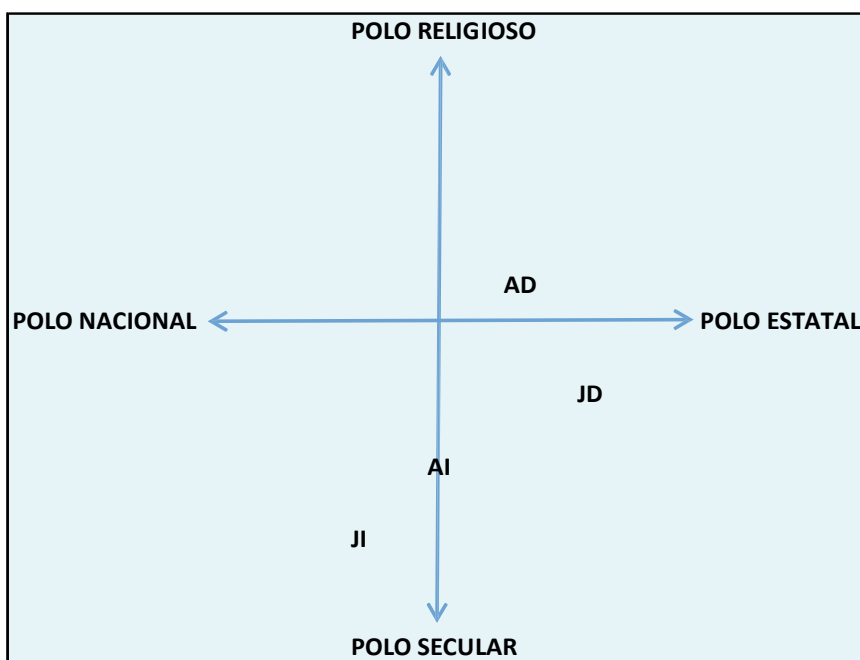 POLO RELIGIOSO
AD
POLO NACIONAL
POLO ESTATAL
JD
AI
JI
POLO SECULAR